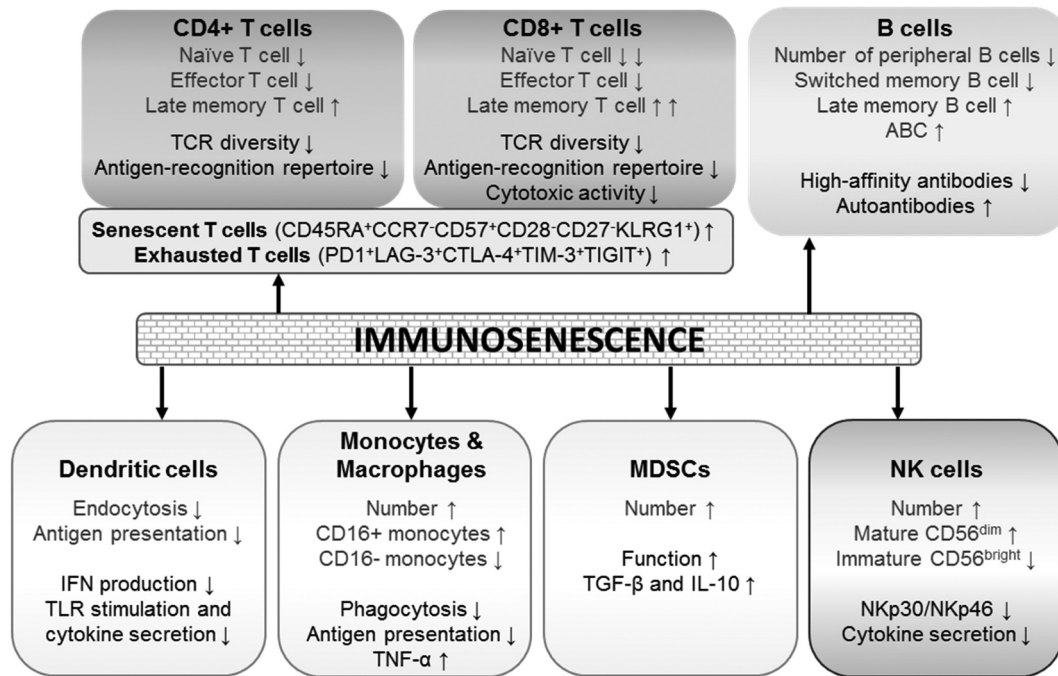 CD4+ T cells
Naïve T cell ↓
Effector T cell ↓
Late memory T cell ↑
TCR diversity ↓
Antigen-recognition repertoire ↓
CD8+ T cells
Naïve T cell ↓ ↓
Effector T cell ↓
Late memory T cell ↑ ↑
TCR diversity ↓
Antigen-recognition repertoire ↓
Cytotoxic activity ↓
B cells
Number of peripheral B cells ↓
Switched memory B cell ↓
Late memory B cell ↑
ABC ↑
High-affinity antibodies ↓
Autoantibodies ↑
Senescent T cells (CD45RA⁺CCR7⁻CD57⁺CD28⁻CD27⁻KLRG1⁺) ↑
Exhausted T cells (PD1⁺LAG-3⁺CTLA-4⁺TIM-3⁺TIGIT⁺) ↑
IMMUNOSENESCENCE
Dendritic cells
Endocytosis ↓
Antigen presentation ↓
IFN production ↓
TLR stimulation and
cytokine secretion ↓
Monocytes &
Macrophages
Number ↑
CD16+ monocytes ↑
CD16- monocytes ↓
Phagocytosis ↓
Antigen presentation ↓
TNF-α ↑
MDSCs
Number ↑
Function ↑
TGF-β and IL-10 ↑
NK cells
Number ↑
Mature CD56ᵈⁱᵐ ↑
Immature CD56ᵇʳⁱᵍʰᵗ ↓
NKp30/NKp46 ↓
Cytokine secretion ↓